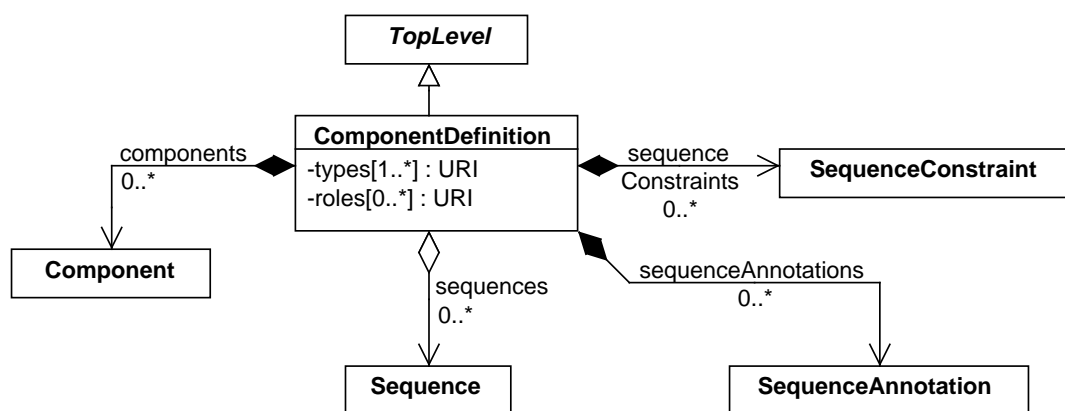 TopLevel
ComponentDefinition
-types[1..*] : URI
-roles[0..*] : URI
components
0..*
Component
sequence
Constraints
0..*
SequenceConstraint
sequences
0..*
Sequence
sequenceAnnotations
0..*
SequenceAnnotation